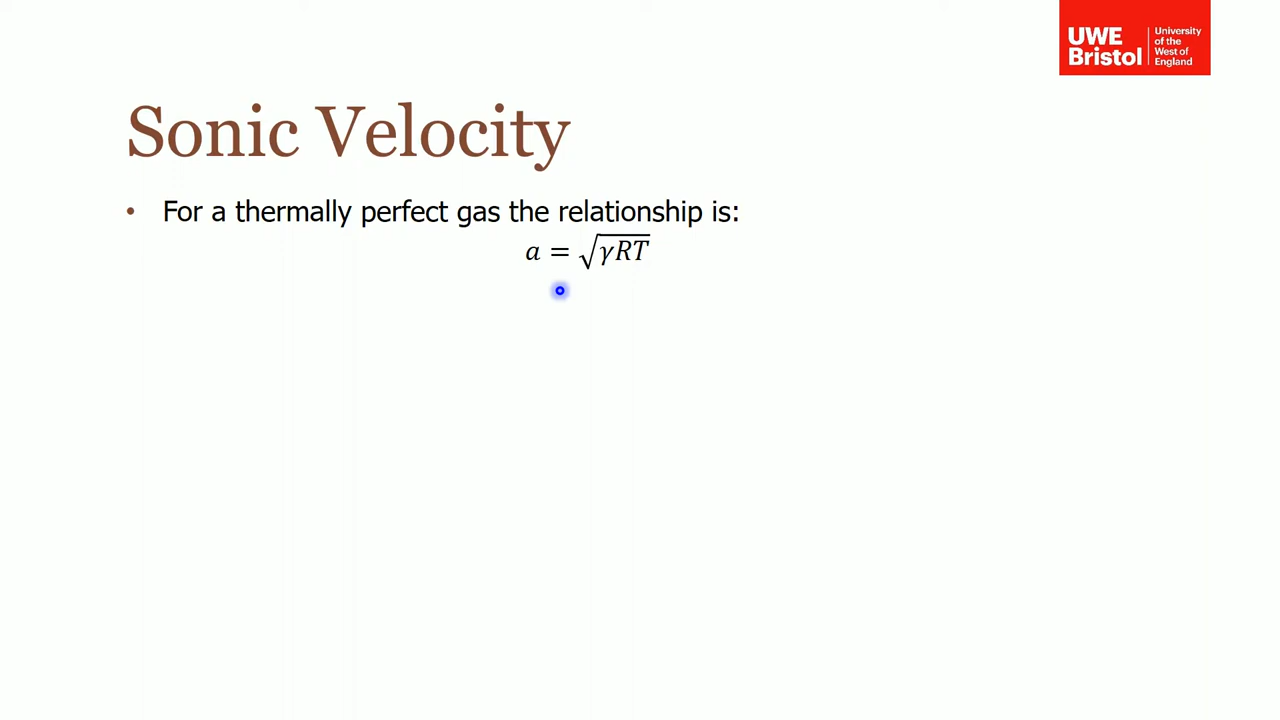 UWE
Bristol
University
of the
West of
England
Sonic Velocity
• For a thermally perfect gas the relationship is:
a = √γRT